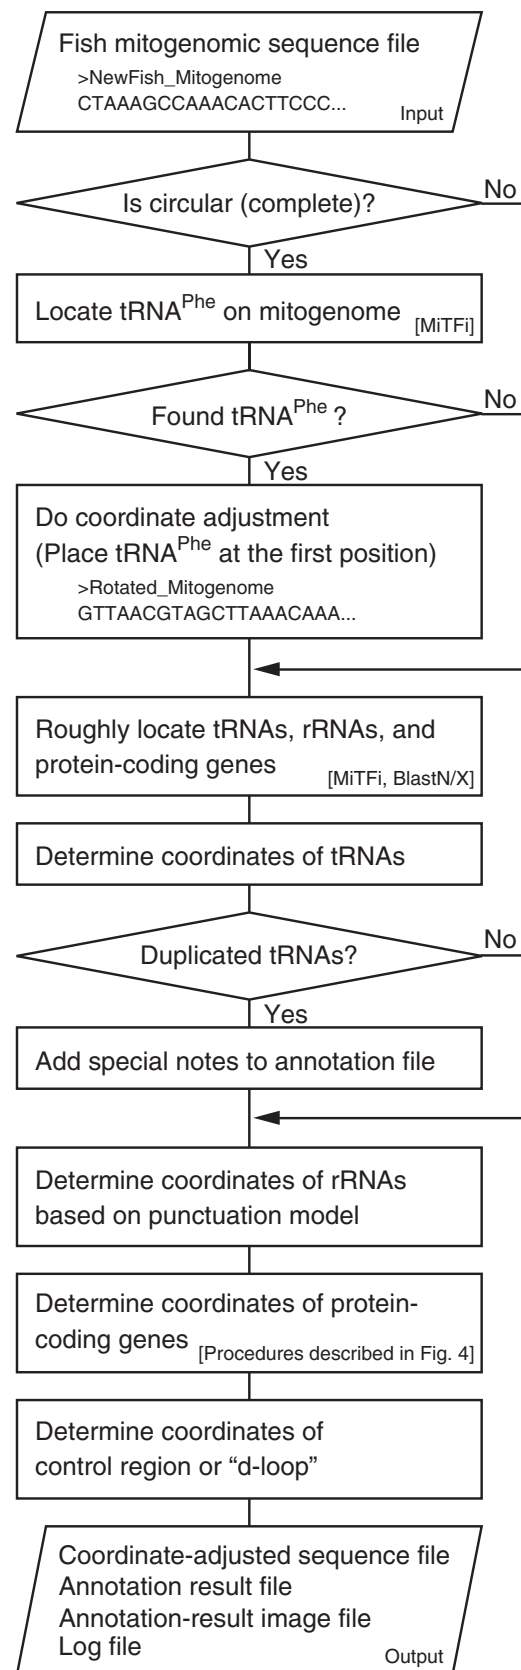 Fish mitogenomic sequence file
>NewFish_Mitogenome
CTAAAGCCAAACACTTCCC...
Input
Is circular (complete)?
No
Yes
Locate tRNAPhe on mitogenome
[MiTFi]
Found tRNAPhe ?
No
Yes
Do coordinate adjustment
(Place tRNAPhe at the first position)
>Rotated_Mitogenome
GTTAACGTAGCTTAAACAAA...
Roughly locate tRNAs, rRNAs, and
protein-coding genes
[MiTFi, BlastN/X]
Determine coordinates of tRNAs
Duplicated tRNAs?
No
Yes
Add special notes to annotation file
Determine coordinates of rRNAs
based on punctuation model
Determine coordinates of protein-
coding genes
[Procedures described in Fig. 4]
Determine coordinates of
control region or “d-loop”
Coordinate-adjusted sequence file
Annotation result file
Annotation-result image file
Log file
Output